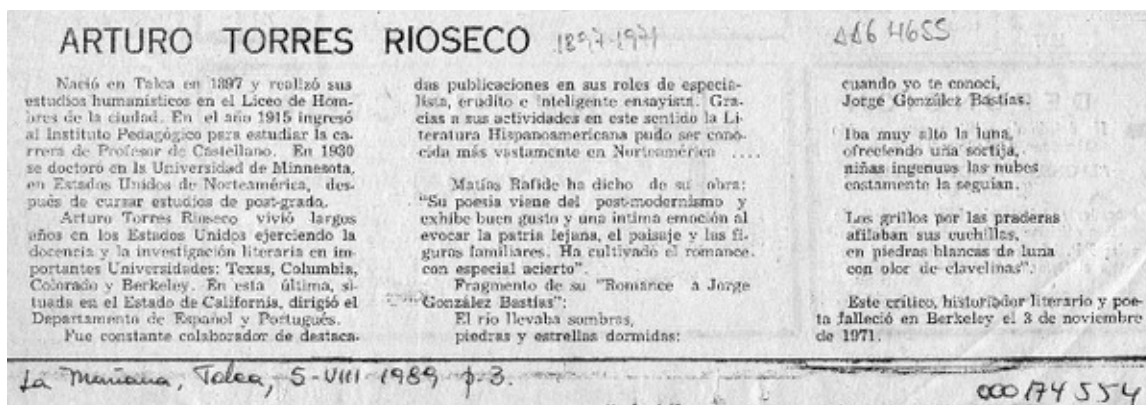 ARTURO TORRES RIOSECO 1897-1971
AA6 4655
Nació en Talca en 1897 y realizó sus
estudios humanísticos en el Liceo de Hom-
bres de la ciudad. En el año 1915 ingresó
al Instituto Pedagógico para estudiar la ca-
rrera de Profesor de Castellano. En 1930
se doctoró en la Universidad de Minnesota,
en Estados Unidos de Norteamérica, des-
pués de cursar estudios de post-grado.
Arturo Torres Rioseco vivió largos
años en los Estados Unidos ejerciendo la
docencia y la investigación literaria en im-
portantes Universidades: Texas, Columbia,
Colorado y Berkeley. En esta última, si-
tuada en el Estado de California, dirigió el
Departamento de Español y Portugués.
Fue constante colaborador de destaca-
das publicaciones en sus roles de especia-
lista, erudito e inteligente ensayista. Gra-
cias a sus actividades en este sentido la Li-
teratura Hispanoamericana pudo ser cono-
cida más vastamente en Norteamérica ....
Matías Rafide ha dicho de su obra:
"Su poesía viene del post-modernismo y
exhibe buen gusto y una íntima emoción al
evocar la patria lejana, el paisaje y las fi-
guras familiares. Ha cultivado el romance
con especial acierto".
Fragmento de su "Romance a Jorge
González Bastías":
El río llevaba sombras,
piedras y estrellas dormidas:
cuando yo te conocí,
Jorge González Bastías.
Iba muy alto la luna,
ofreciendo una sortija,
niñas ingenuas las nubes
castamente la seguían.
Los grillos por las praderas
afilaban sus cuchillas,
en piedras blancas de luna
con olor de clavelinas".
Este crítico, historiador literario y poe-
ta falleció en Berkeley el 3 de noviembre
de 1971.
La Mañana, Talca, 5-VIII-1989 p.3.
000174554